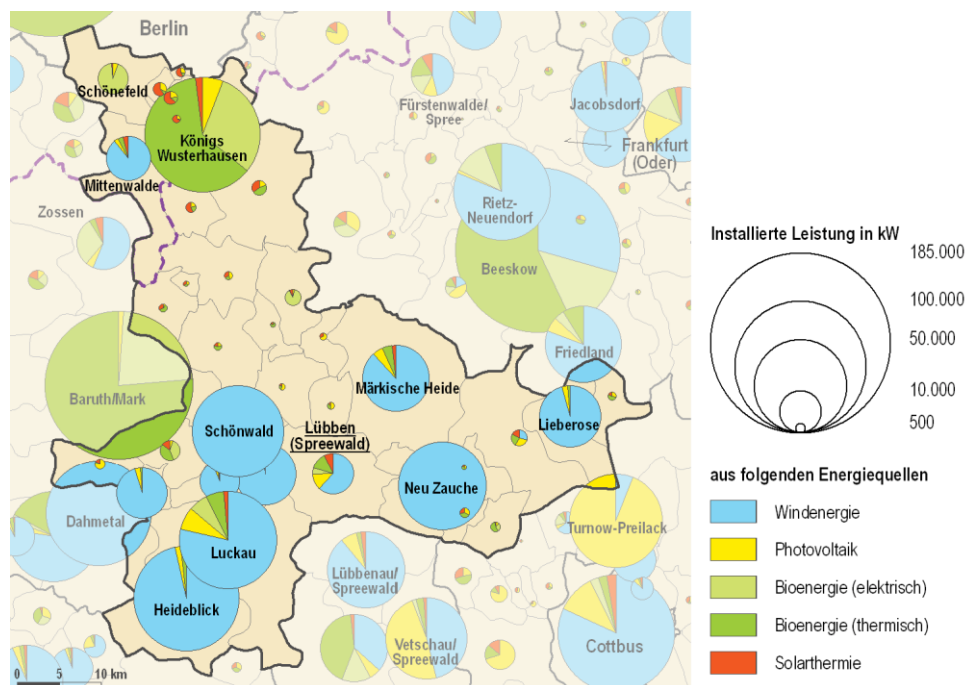 Berlin
Schönefeld
Königs
Wusterhausen
Mittenwalde
Zossen
Fürstenwalde/
Spree
Jacobsdorf
Frankfurt
(Oder)
Rietz-
Neuendorf
Beeskow
Friedland
Baruth/Mark
Märkische Heide
Lieberose
Schönwald
Lübben
(Spreewald)
Neu Zauche
Dahmetal
Luckau
Heideblick
Turnow-Preilack
Lübbenau/
Spreewald
Vetschau/
Spreewald
Cottbus
0 5 10 km
Installierte Leistung in kW
185.000
100.000
50.000
10 000
500
aus folgenden Energiequellen
Windenergie
Photovoltaik
Bioenergie (elektrisch)
Bioenergie (thermisch)
Solarthermie